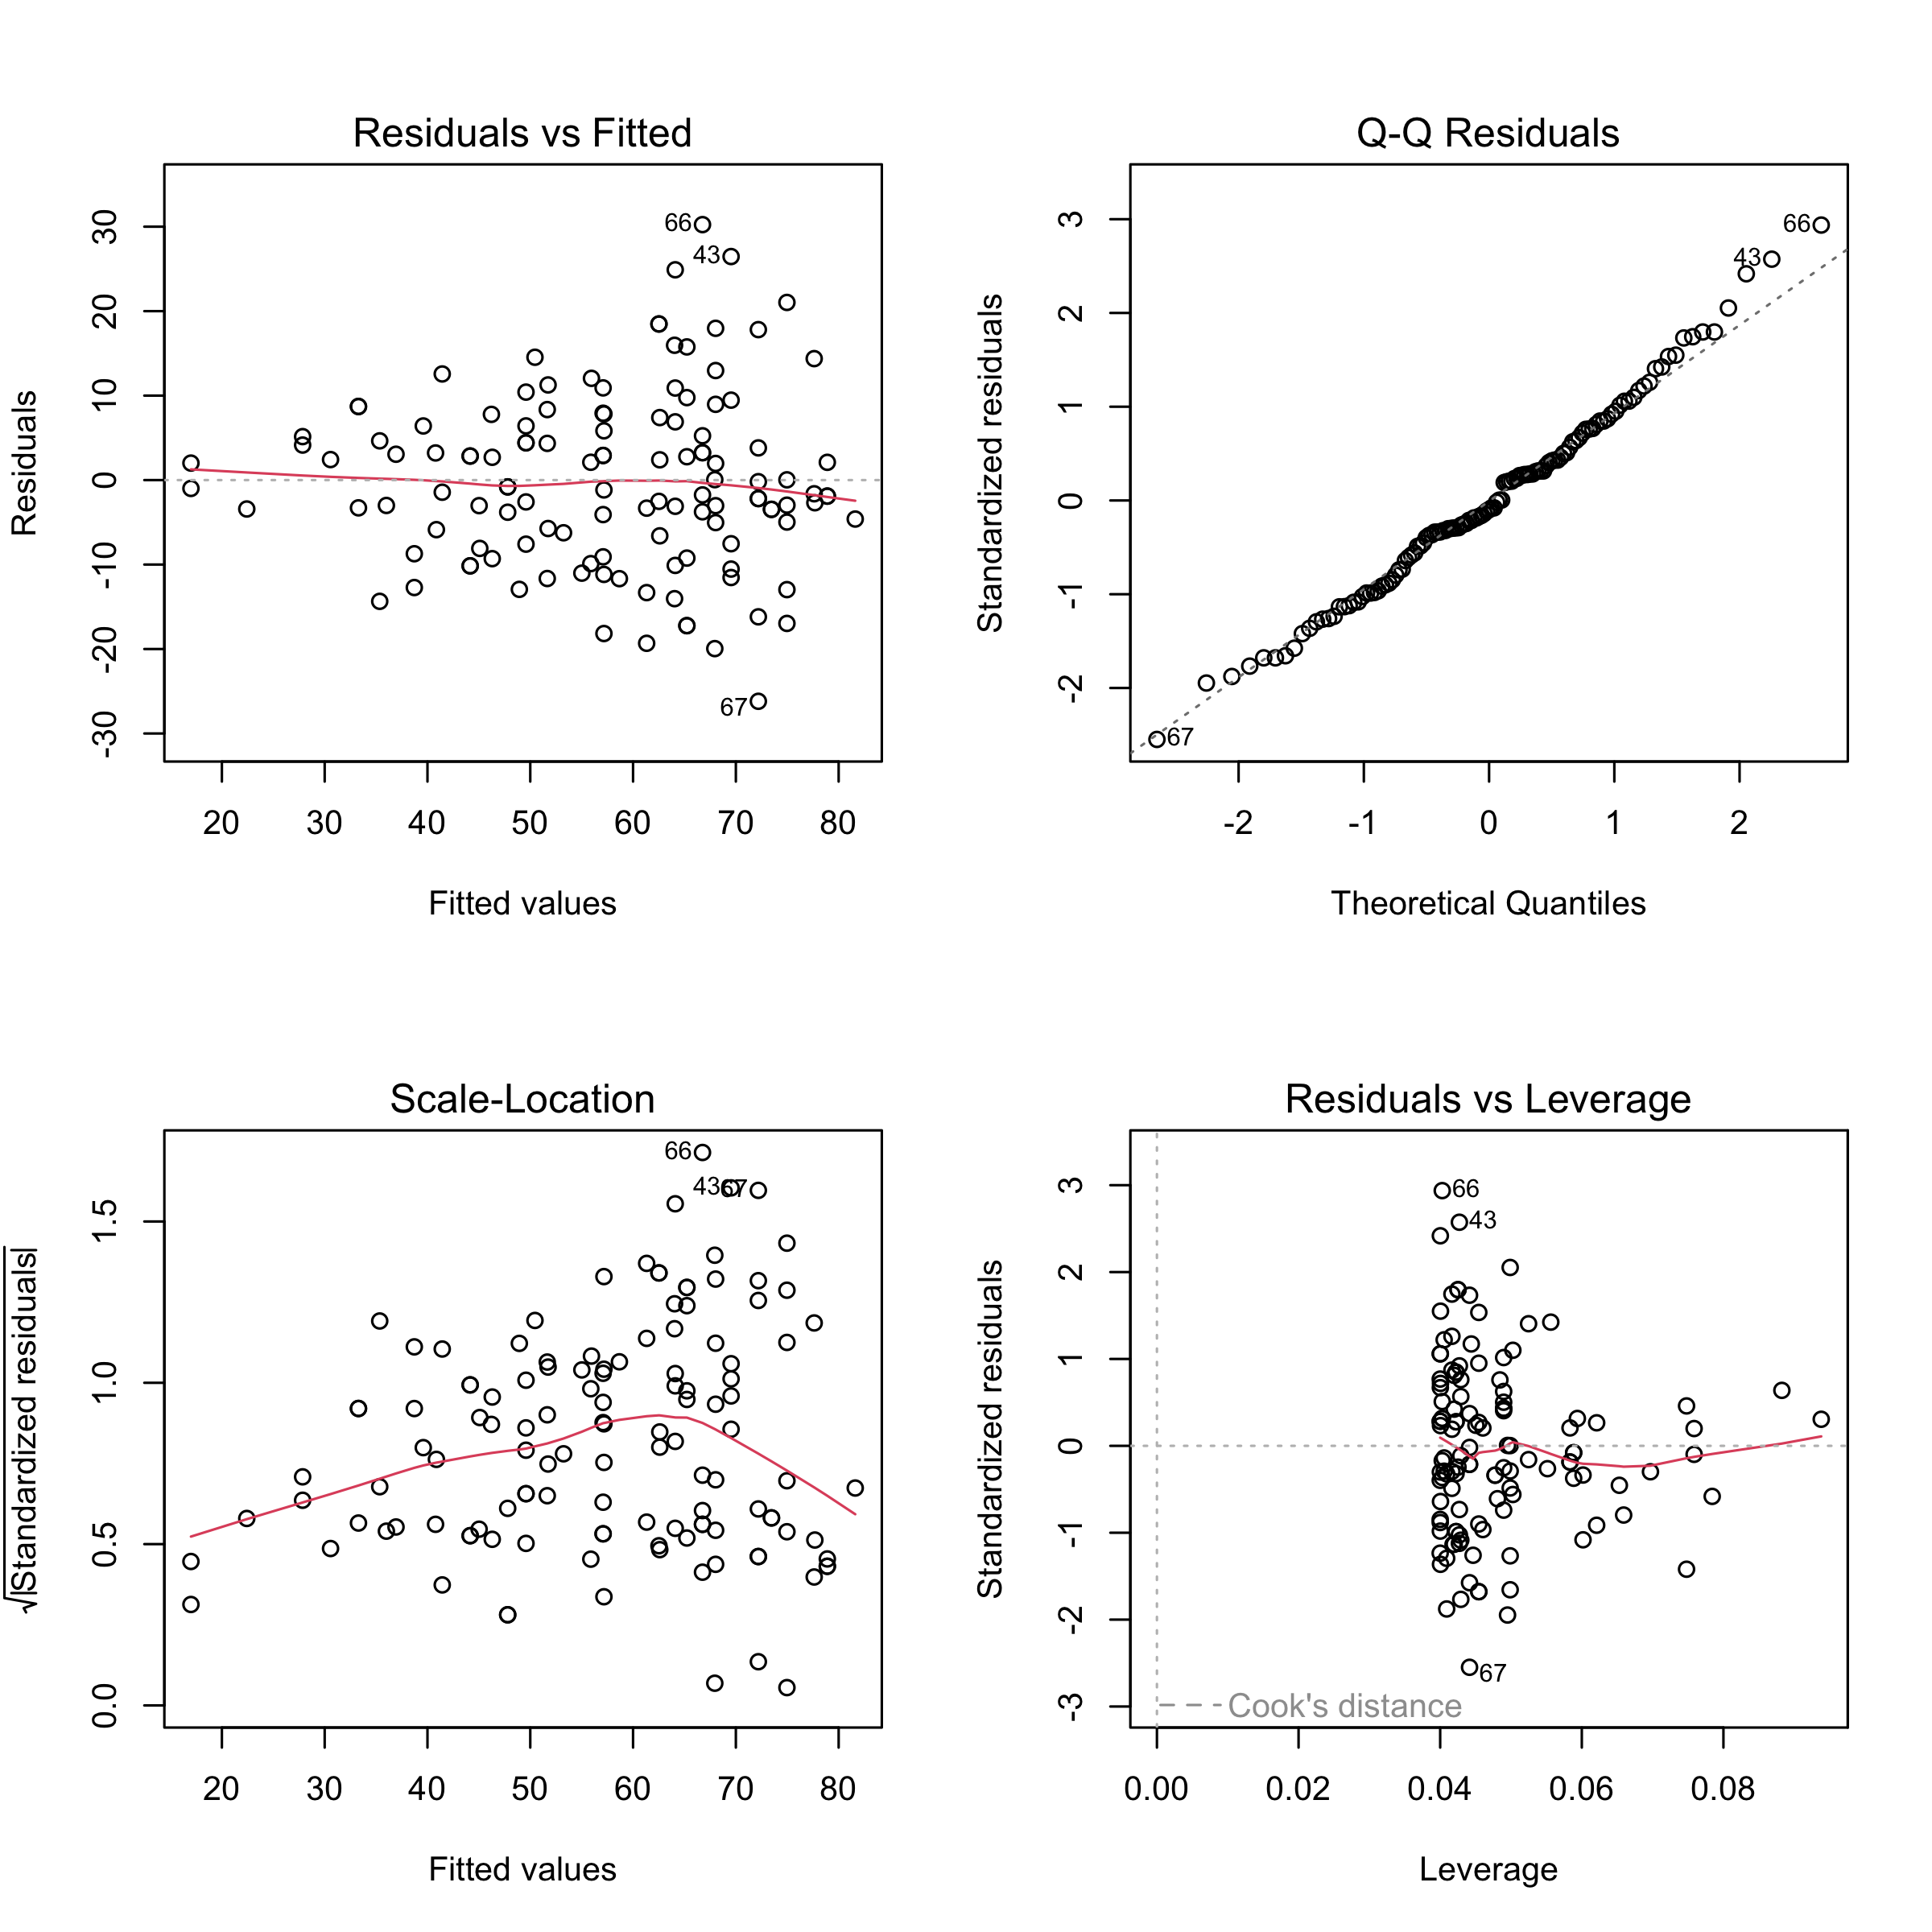 Residuals vs Fitted
Residuals
30
20
10
0
-10
-20
-30
66
43
67
20 30 40 50 60 70 80
Fitted values
Q-Q Residuals
Standardized residuals
3
2
1
0
-1
-2
66
43
67
-2 -1 0 1 2
Theoretical Quantiles
Scale-Location
√|Standardized residuals|
1.5
1.0
0.5
0.0
66
43 67
20 30 40 50 60 70 80
Fitted values
Residuals vs Leverage
Standardized residuals
3
2
1
0
-1
-2
-3
66
43
67
Cook's distance
0.00 0.02 0.04 0.06 0.08
Leverage